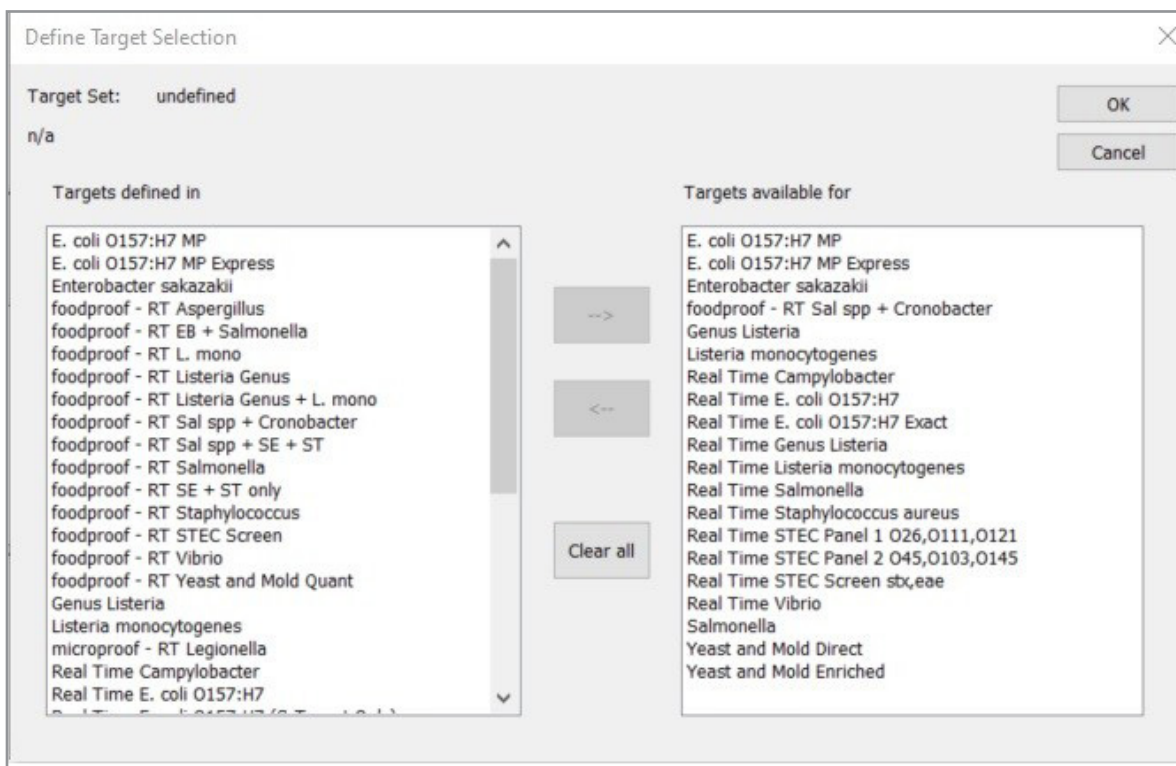 Define Target Selection
Target Set: undefined
n/a
OK
Cancel
Targets defined in
E. coli O157:H7 MP
E. coli O157:H7 MP Express
Enterobacter sakazakii
foodproof - RT Aspergillus
foodproof - RT EB + Salmonella
foodproof - RT L. mono
foodproof - RT Listeria Genus
foodproof - RT Listeria Genus + L. mono
foodproof - RT Sal spp + Cronobacter
foodproof - RT Sal spp + SE + ST
foodproof - RT Salmonella
foodproof - RT SE + ST only
foodproof - RT Staphylococcus
foodproof - RT STEC Screen
foodproof - RT Vibrio
foodproof - RT Yeast and Mold Quant
Genus Listeria
Listeria monocytogenes
microproof - RT Legionella
Real Time Campylobacter
Real Time E. coli O157:H7
-->
<--
Clear all
Targets available for
E. coli O157:H7 MP
E. coli O157:H7 MP Express
Enterobacter sakazakii
foodproof - RT Sal spp + Cronobacter
Genus Listeria
Listeria monocytogenes
Real Time Campylobacter
Real Time E. coli O157:H7
Real Time E. coli O157:H7 Exact
Real Time Genus Listeria
Real Time Listeria monocytogenes
Real Time Salmonella
Real Time Staphylococcus aureus
Real Time STEC Panel 1 O26,O111,O121
Real Time STEC Panel 2 O45,O103,O145
Real Time STEC Screen stx,eae
Real Time Vibrio
Salmonella
Yeast and Mold Direct
Yeast and Mold Enriched